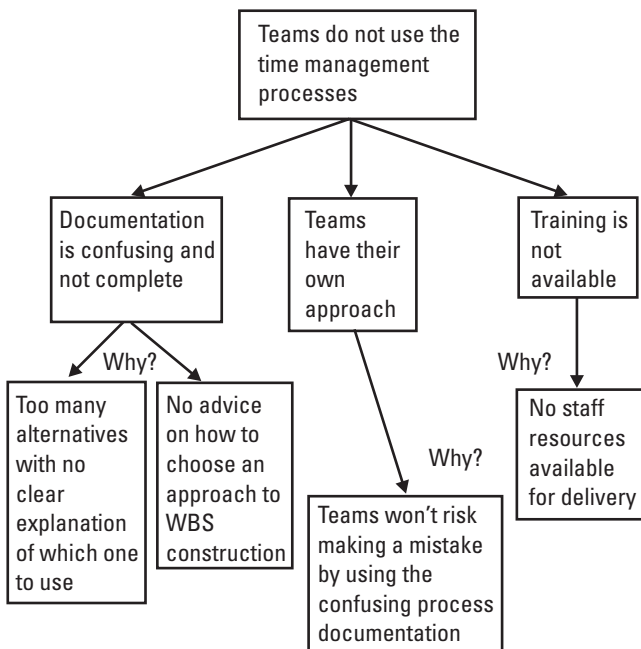 Teams do not use the
time management
processes
Documentation
is confusing and
not complete
Teams
have their
own
approach
Training is
not
available
Why?
Why?
Too many
alternatives
with no
clear
explanation
of which one
to use
No advice
on how to
choose an
approach to
WBS
construction
Why?
Teams won't risk
making a mistake
by using the
confusing process
documentation
No staff
resources
available
for delivery